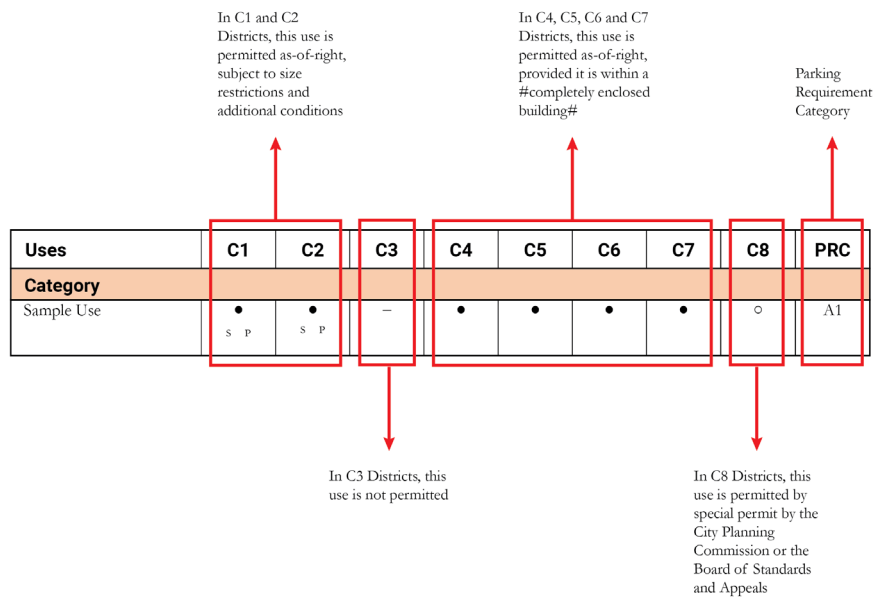 In C1 and C2
Districts, this use is
permitted as-of-right,
subject to size
restrictions and
additional conditions
In C4, C5, C6 and C7
Districts, this use is
permitted as-of-right,
provided it is within a
#completely enclosed
building#
Parking
Requirement
Category
Uses C1 C2 C3 C4 C5 C6 C7 C8 PRC
Category
Sample Use ● ● – ● ● ● ● ○ A1
S P S P
In C3 Districts, this
use is not permitted
In C8 Districts, this
use is permitted by
special permit by the
City Planning
Commission or the
Board of Standards
and Appeals